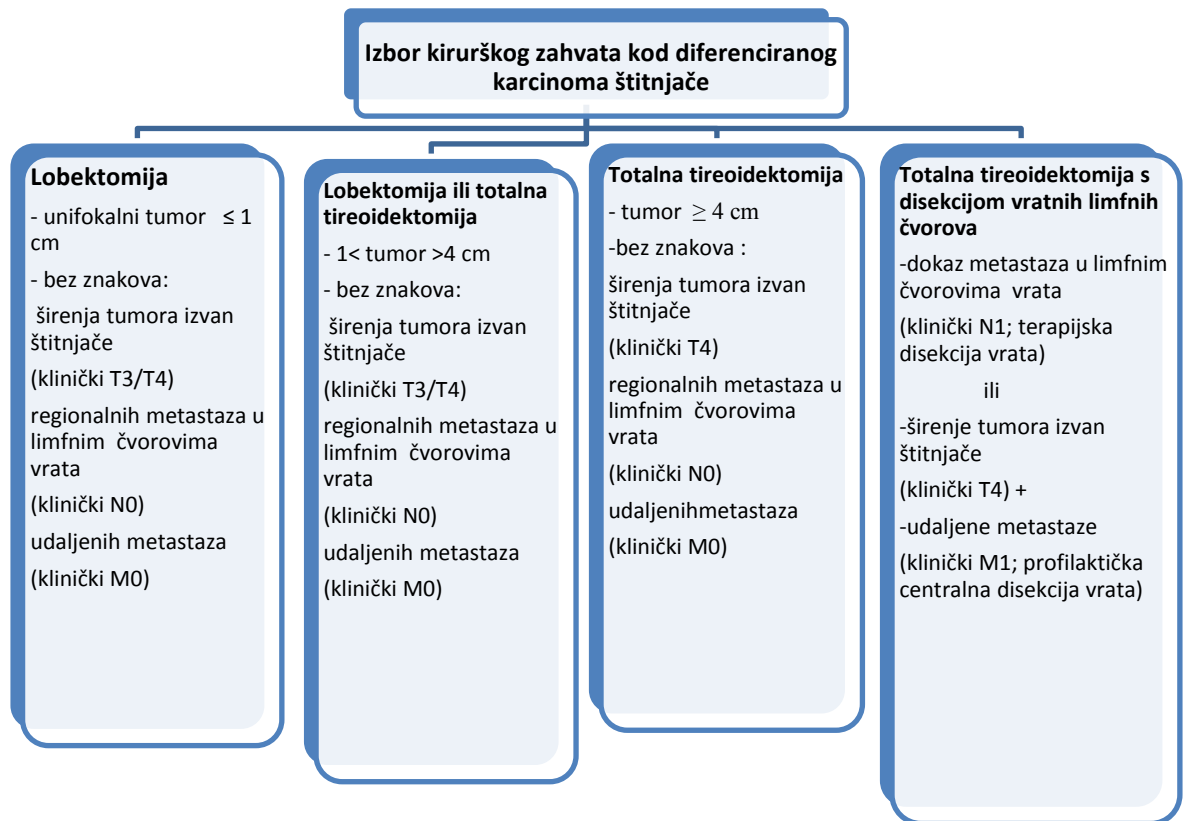 Izbor kirurškog zahvata kod diferenciranog
karcinoma štitnjače
Lobektomija
- unifokalni tumor ≤ 1
cm
- bez znakova:
širenja tumora izvan
štitnjače
(klinički T3/T4)
regionalnih metastaza u
limfnim čvorovima
vrata
(klinički N0)
udaljenih metastaza
(klinički M0)
Lobektomija ili totalna
tireoidektomija
- 1< tumor >4 cm
- bez znakova:
širenja tumora izvan
štitnjače
(klinički T3/T4)
regionalnih metastaza u
limfnim čvorovima
vrata
(klinički N0)
udaljenih metastaza
(klinički M0)
Totalna tireoidektomija
- tumor ≥ 4 cm
-bez znakova :
širenja tumora izvan
štitnjače
(klinički T4)
regionalnih metastaza u
limfnim čvorovima
vrata
(klinički N0)
udaljenihmetastaza
(klinički M0)
Totalna tireoidektomija s
disekcijom vratnih limfnih
čvorova
-dokaz metastaza u limfnim
čvorovima vrata
(klinički N1; terapijska
disekcija vrata)
ili
-širenje tumora izvan
štitnjače
(klinički T4) +
-udaljene metastaze
(klinički M1; profilaktička
centralna disekcija vrata)